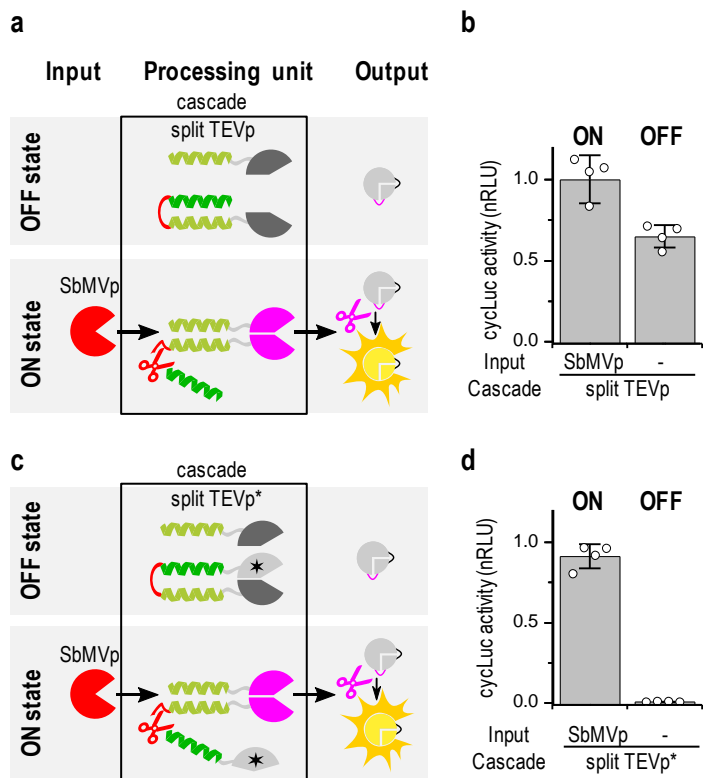 a
Input Processing unit Output
cascade
split TEVp
OFF state
SbMVp
ON state
b
ON OFF
cycLuc activity (nRLU)
1.0
0.5
0.0
Input SbMVp -
Cascade split TEVp
c
cascade
split TEVp*
OFF state
SbMVp
ON state
d
ON OFF
cycLuc activity (nRLU)
1.0
0.5
0.0
Input SbMVp -
Cascade split TEVp*